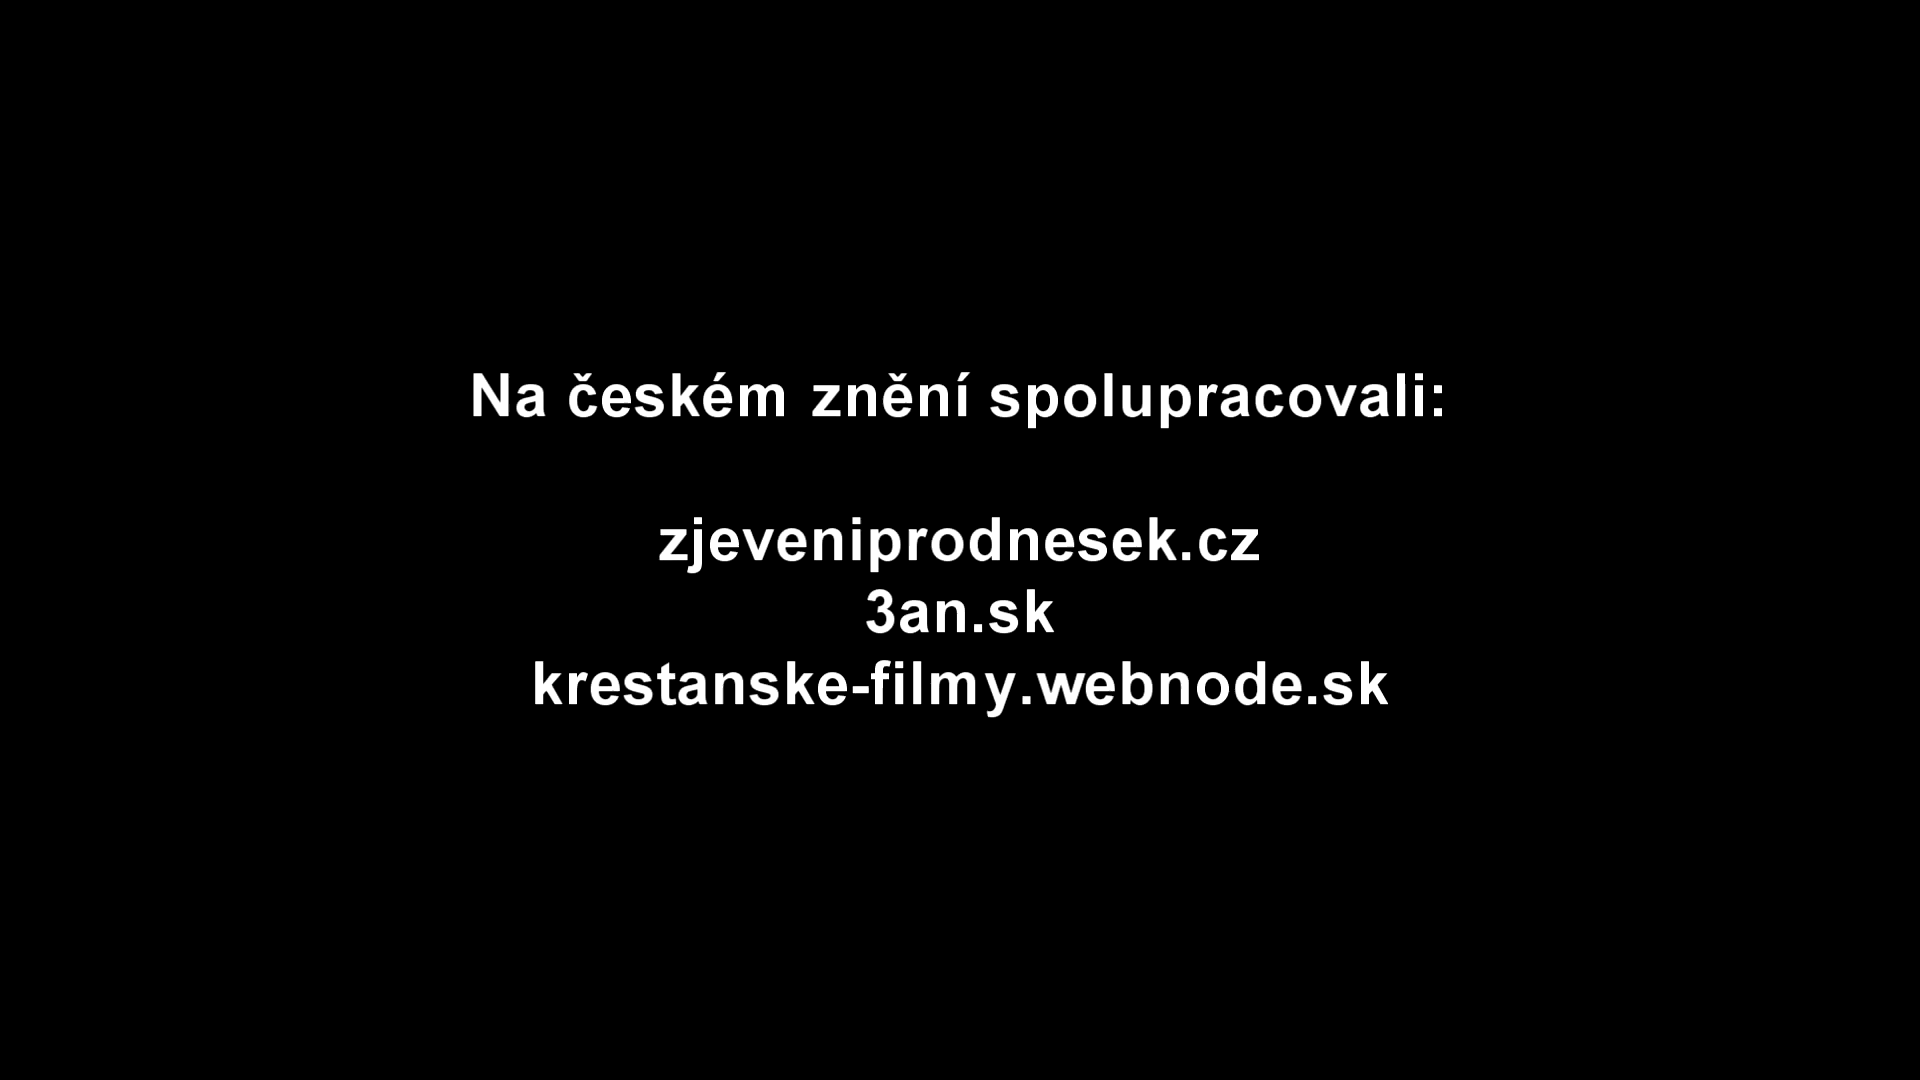 Na českém znění spolupracovali:
zjeveniprodnesek.cz
3an.sk
krestanske-filmy.webnode.sk